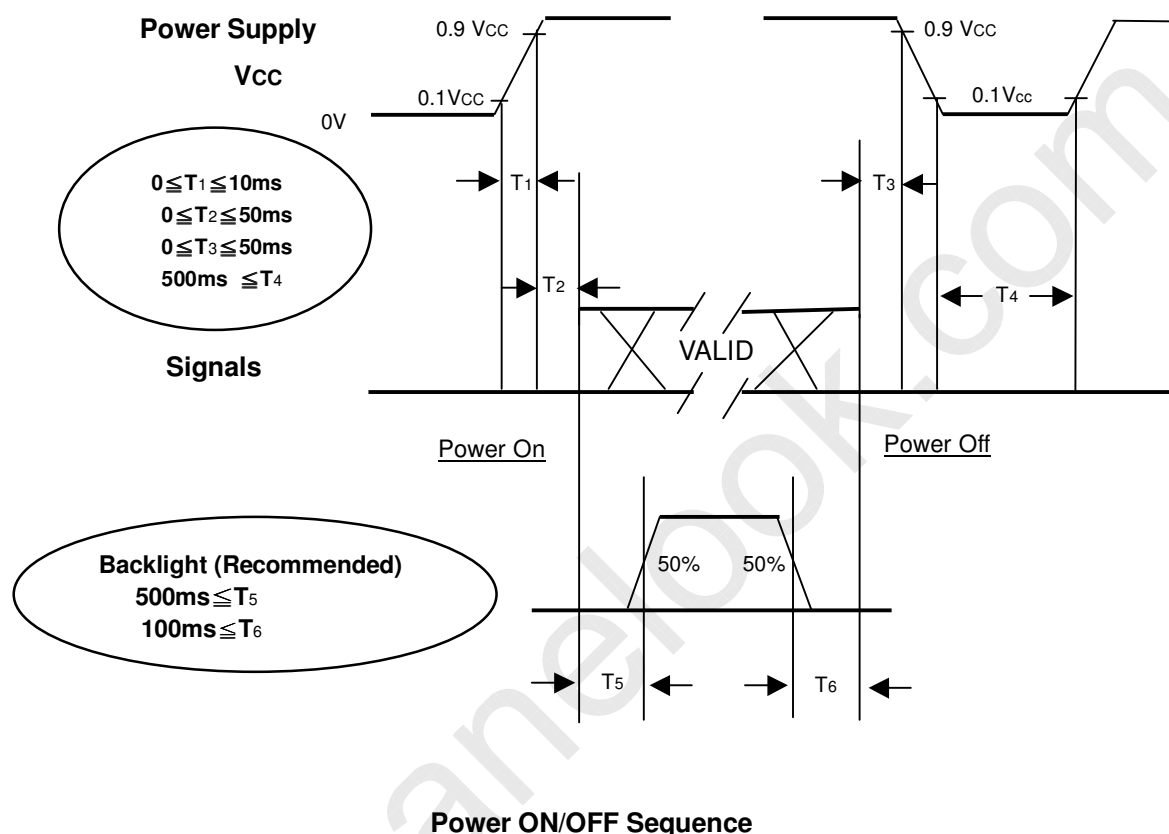 Power Supply
VCC
0.9 VCC
0.1VCC
0V
0.9 VCC
0.1Vcc
0≦T1≦10ms
0≦T2≦50ms
0≦T3≦50ms
500ms ≦T4
T1
T2
T3
T4
VALID
Signals
Power On
Power Off
Backlight (Recommended)
500ms≦T5
100ms≦T6
50%
50%
T5
T6
Power ON/OFF Sequence
anelook.com